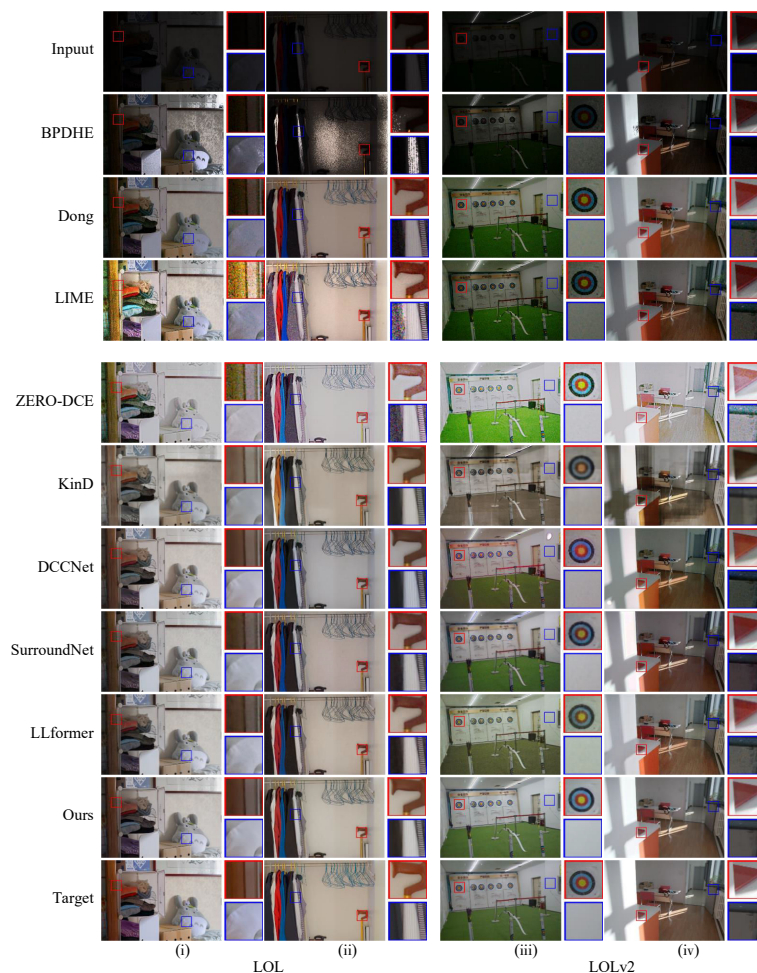 Inpuut
BPDHE
Dong
LIME
ZERO-DCE
KinD
DCCNet
SurroundNet
LLformer
Ours
Target
(i)
(ii)
(iii)
(iv)
LOL
LOLv2